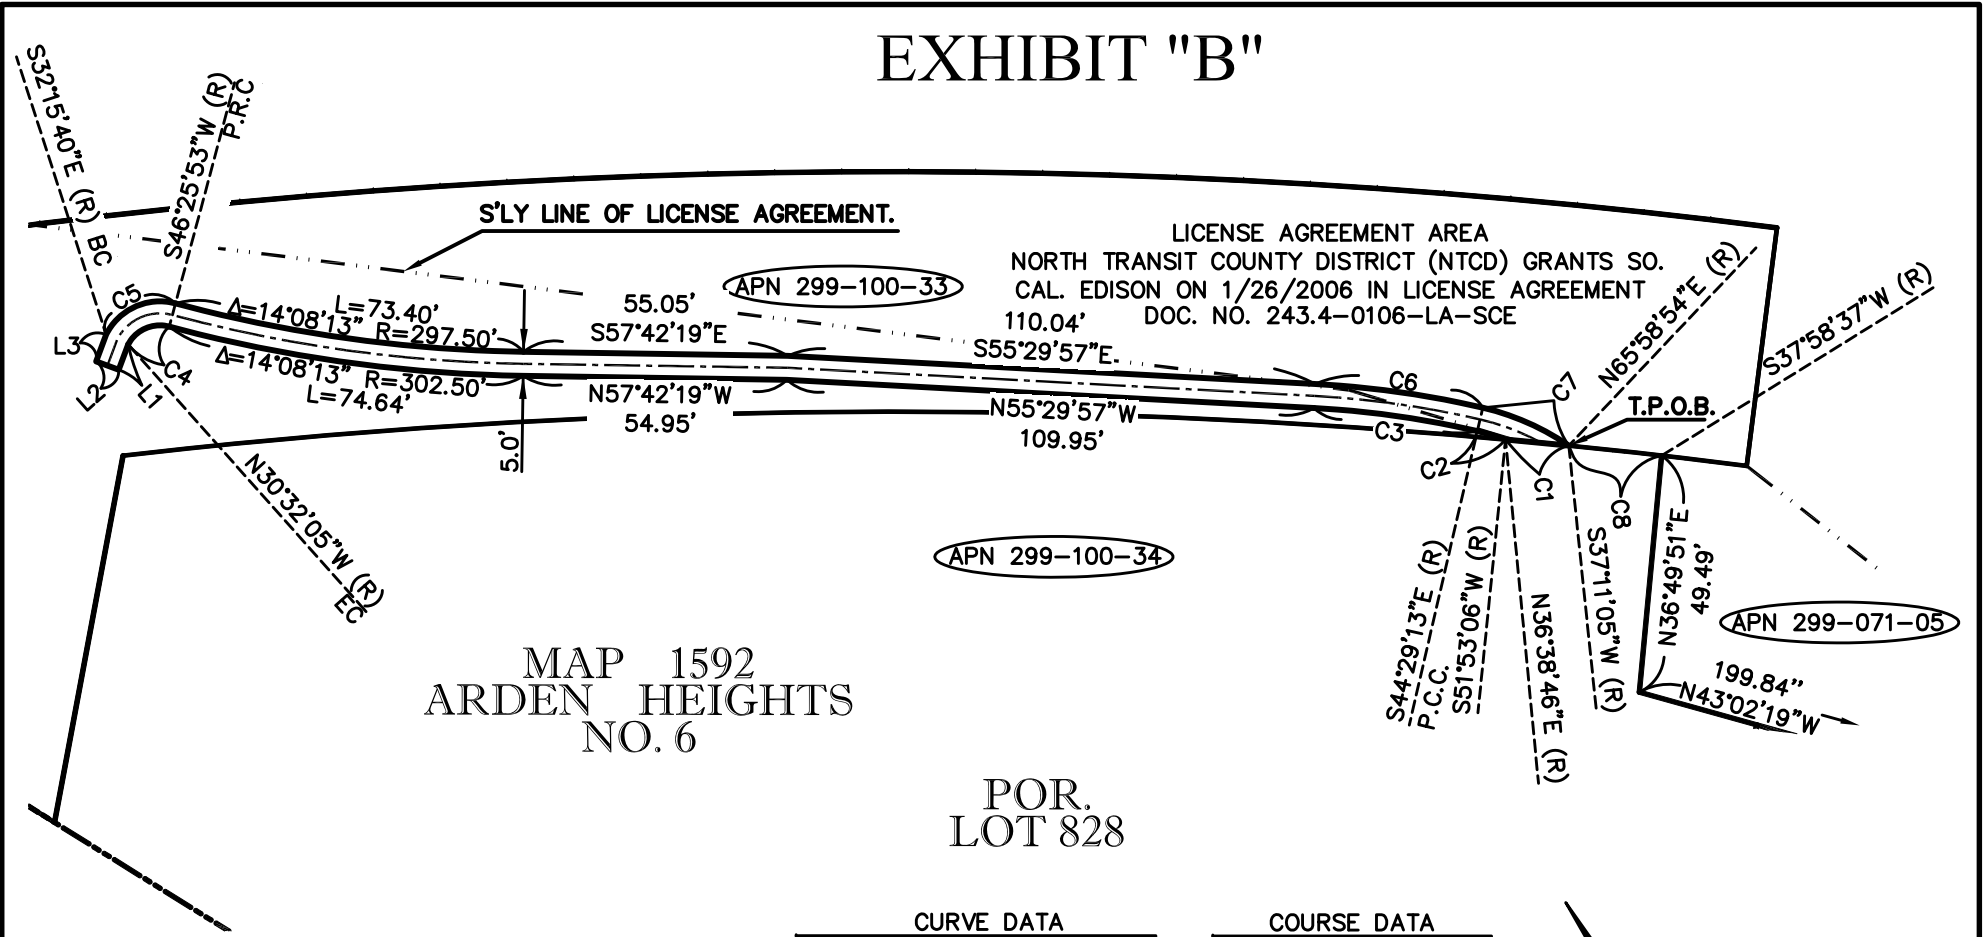 EXHIBIT "B"
S32°15'40"E (R) BC
S46°25'53"W (R)
P.R.C
S'LY LINE OF LICENSE AGREEMENT.
LICENSE AGREEMENT AREA
NORTH TRANSIT COUNTY DISTRICT (NTCD) GRANTS SO.
CAL. EDISON ON 1/26/2006 IN LICENSE AGREEMENT
DOC. NO. 243.4-0106-LA-SCE
APN 299-100-33
C5
L3
L2
L1
C4
L=73.40'
Δ=14°08'13" R=297.50'
Δ=14°08'13" R=302.50'
L=74.64'
55.05'
S57°42'19"E
N57°42'19"W
54.95'
5.0'
110.04'
S55°29'57"E
N55°29'57"W
109.95'
C6
C7
C3
C2
C1
C8
N65°58'54"E (R)
S37°58'37"W (R)
T.P.O.B.
N30°32'05"W (R)
EC
APN 299-100-34
S44°29'13"E (R)
P.C.C.
S51°53'06"W (R)
N36°38'46"E (R)
S37°11'05"W (R)
N36°49'51"E
49.49'
APN 299-071-05
199.84"
N43°02'19"W
MAP 1592
ARDEN HEIGHTS
NO. 6
POR.
LOT 828
CURVE DATA
COURSE DATA